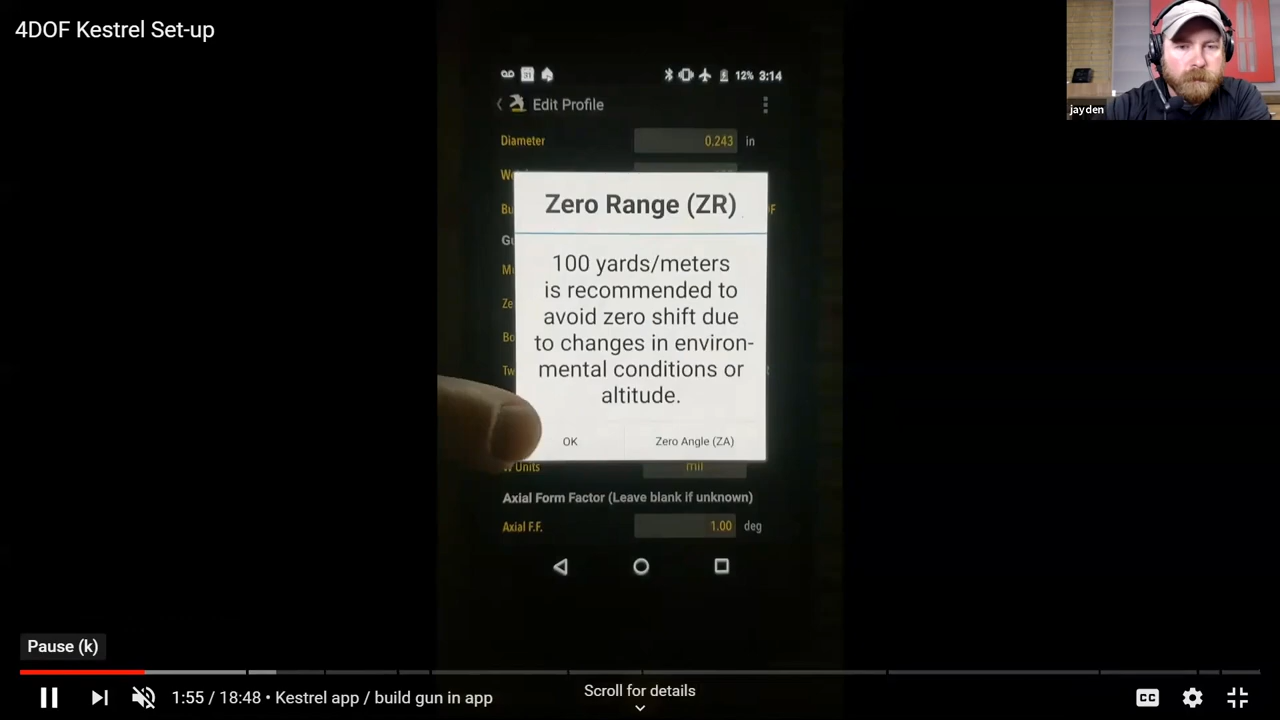 4DOF Kestrel Set-up
jayden
12% 3:14
Edit Profile
Diameter 0.243 in
Zero Range (ZR)
100 yards/meters
is recommended to
avoid zero shift due
to changes in environ-
mental conditions or
altitude.
OK Zero Angle (ZA)
Units mil
Axial Form Factor (Leave blank if unknown)
Axial F.F. 1.00 deg
Pause (k)
1:55 / 18:48 • Kestrel app / build gun in app
Scroll for details
CC